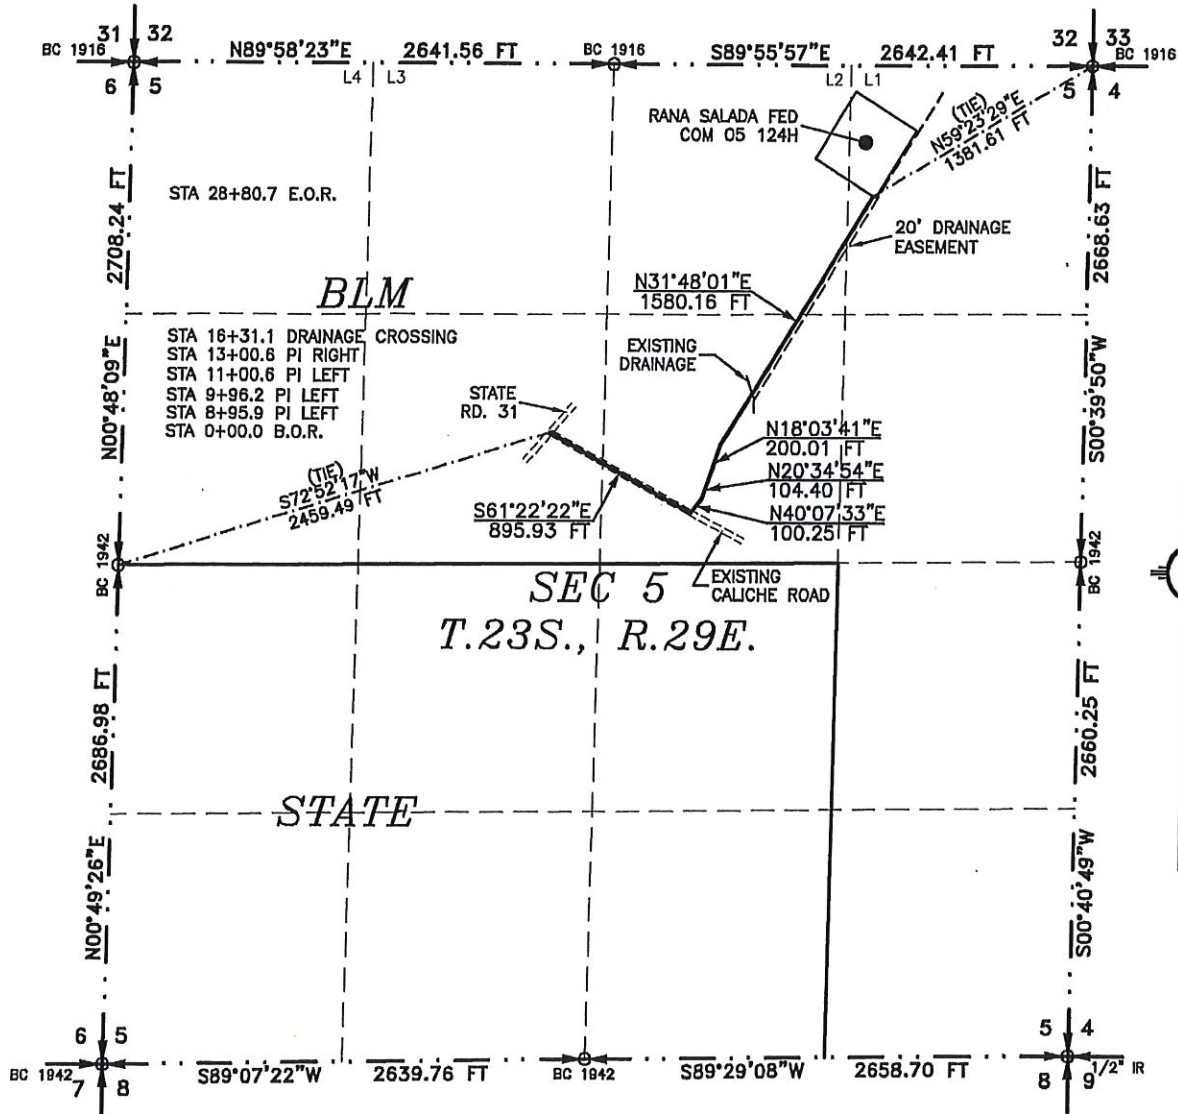 31 32
BC 1916
N89°58'23"E 2641.56 FT
BC 1916
S89°55'57"E 2642.41 FT
32 33
BC 1916
6 5
L4 L3
L2 L1
5 4
RANA SALADA FED
COM 05 124H
(TIE)
N59°23'29"E
1381.61 FT
STA 28+80.7 E.O.R.
2708.24 FT
2668.63 FT
20' DRAINAGE
EASEMENT
BLM
N31°48'01"E
1580.16 FT
STA 16+31.1 DRAINAGE CROSSING
STA 13+00.6 PI RIGHT
STA 11+00.6 PI LEFT
STA 9+96.2 PI LEFT
STA 8+95.9 PI LEFT
STA 0+00.0 B.O.R.
EXISTING
DRAINAGE
N00°48'09"E
S00°39'50"W
STATE
RD. 31
N18°03'41"E
200.01 FT
(TIE)
S72°52'17"W
2459.49 FT
N20°34'54"E
104.40 FT
S61°22'22"E
895.93 FT
N40°07'33"E
100.25 FT
BC 1942
BC 1942
EXISTING
CALICHE ROAD
SEC 5
T.23S., R.29E.
2686.98 FT
2660.25 FT
STATE
N00°49'26"E
S00°40'49"W
6 5
5 4
BC 1942
7 8
S89°07'22"W 2639.76 FT
BC 1942
S89°29'08"W 2658.70 FT
8 9
1/2" IR